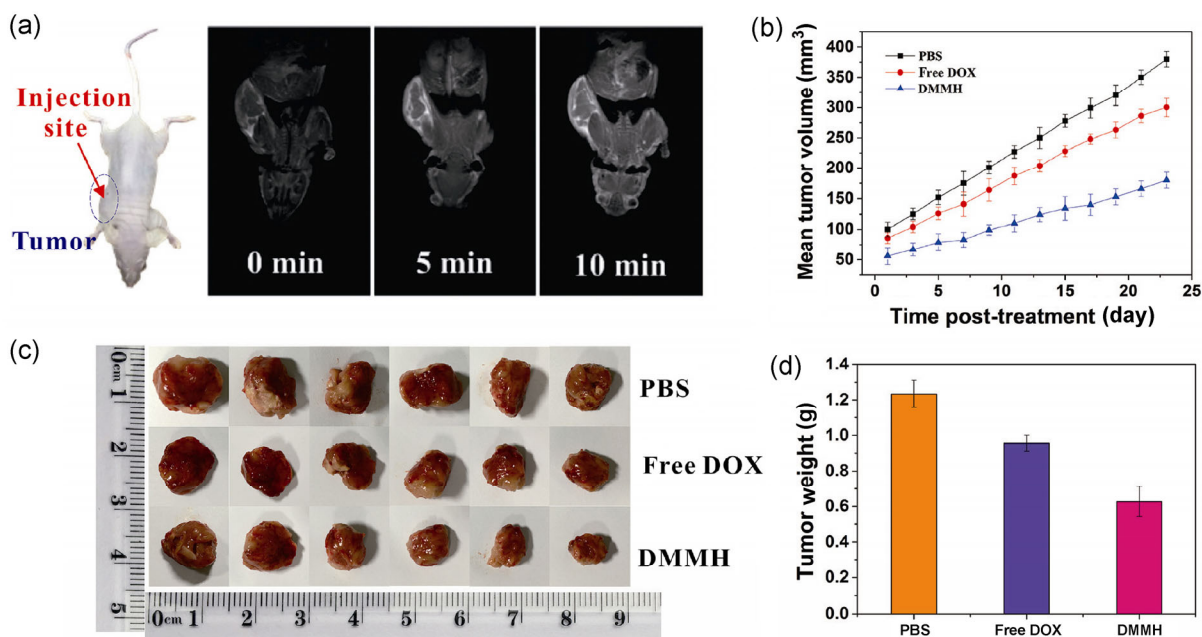 (a)
Injection
site
Tumor
0 min
5 min
10 min
(b)
Mean tumor volume (mm³)
400
350
300
250
200
150
100
50
PBS
Free DOX
DMMH
0
5
10
15
20
25
Time post-treatment (day)
(c)
0cm
1
2
3
4
5
PBS
Free DOX
DMMH
0cm 1 2 3 4 5 6 7 8 9
(d)
Tumor weight (g)
1.4
1.2
1.0
0.8
0.6
0.4
0.2
0.0
PBS
Free DOX
DMMH